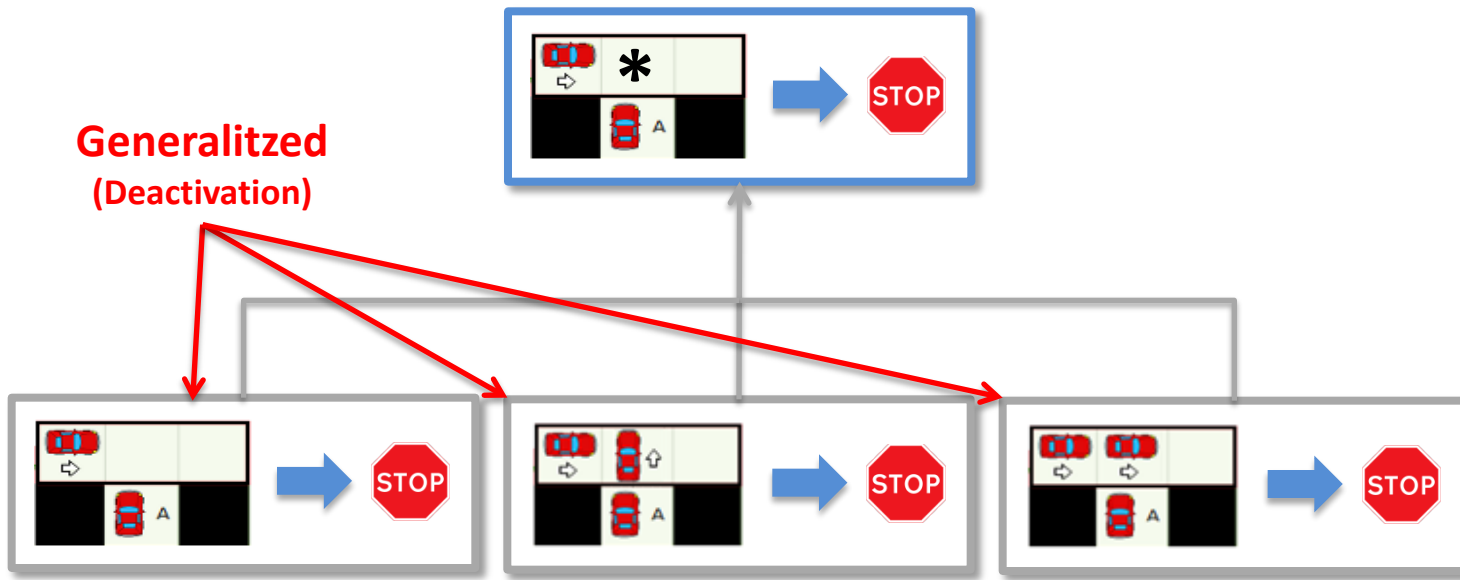 *
A
STOP
Generalitzed
(Deactivation)
A
STOP
A
STOP
A
STOP